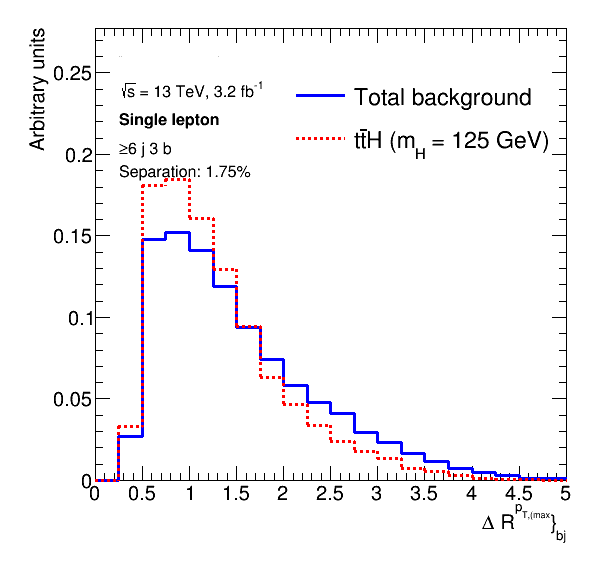 Arbitrary units
√s = 13 TeV, 3.2 fb⁻¹
Single lepton
≥6 j 3 b
Separation: 1.75%
Total background
tt̄H (m_H = 125 GeV)
0.25
0.2
0.15
0.1
0.05
0
0 0.5 1 1.5 2 2.5 3 3.5 4 4.5 5
Δ R^{p_{T,(max}}}_{bj}